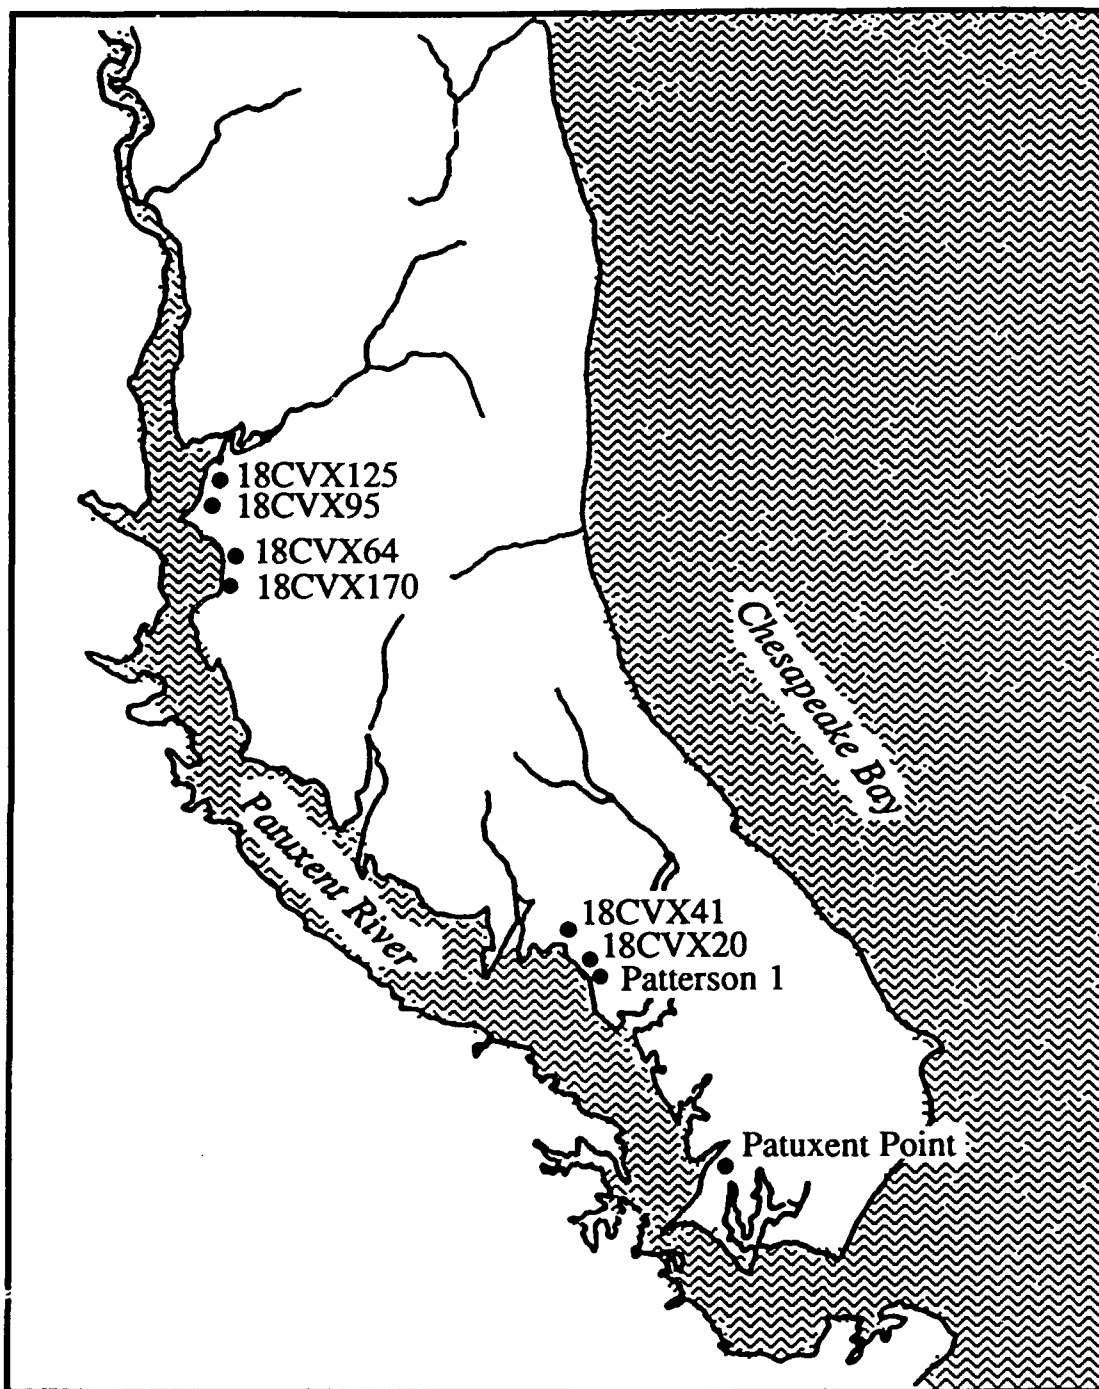 18CVX125
18CVX95
18CVX64
18CVX170
Chesapeake Bay
Patuxent River
18CVX41
18CVX20
Patterson 1
Patuxent Point